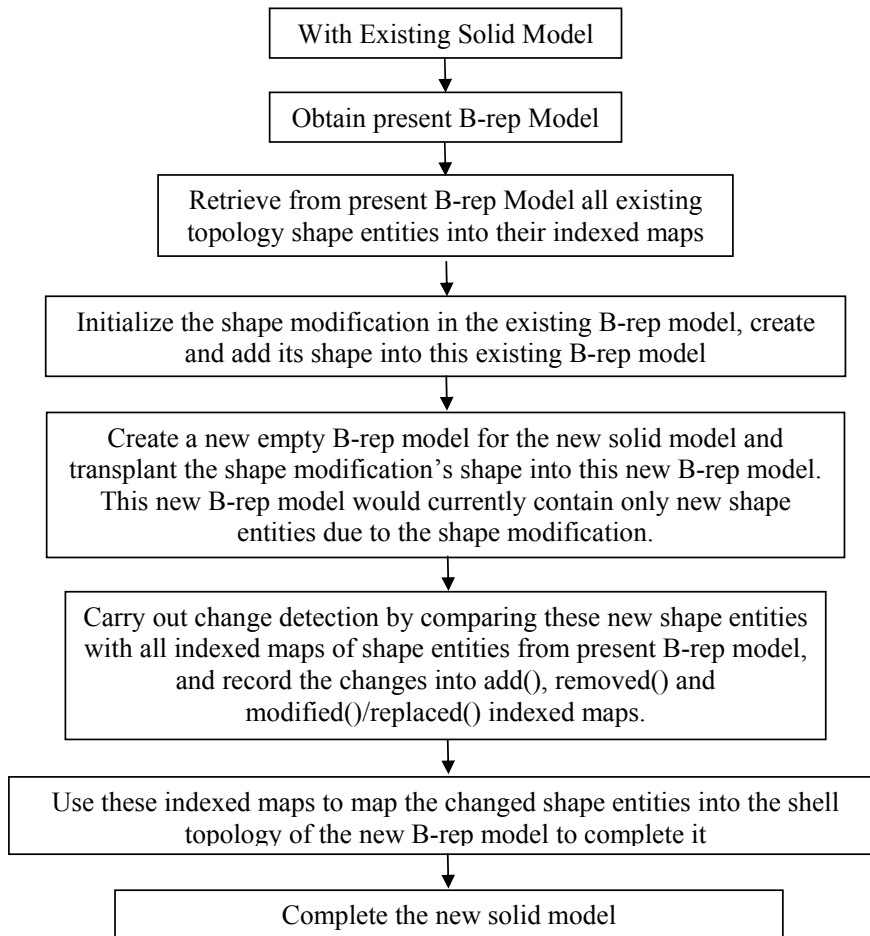 With Existing Solid Model
Obtain present B-rep Model
Retrieve from present B-rep Model all existing
topology shape entities into their indexed maps
Initialize the shape modification in the existing B-rep model, create
and add its shape into this existing B-rep model
Create a new empty B-rep model for the new solid model and
transplant the shape modification’s shape into this new B-rep model.
This new B-rep model would currently contain only new shape
entities due to the shape modification.
Carry out change detection by comparing these new shape entities
with all indexed maps of shape entities from present B-rep model,
and record the changes into add(), removed() and
modified()/replaced() indexed maps.
Use these indexed maps to map the changed shape entities into the shell
topology of the new B-rep model to complete it
Complete the new solid model